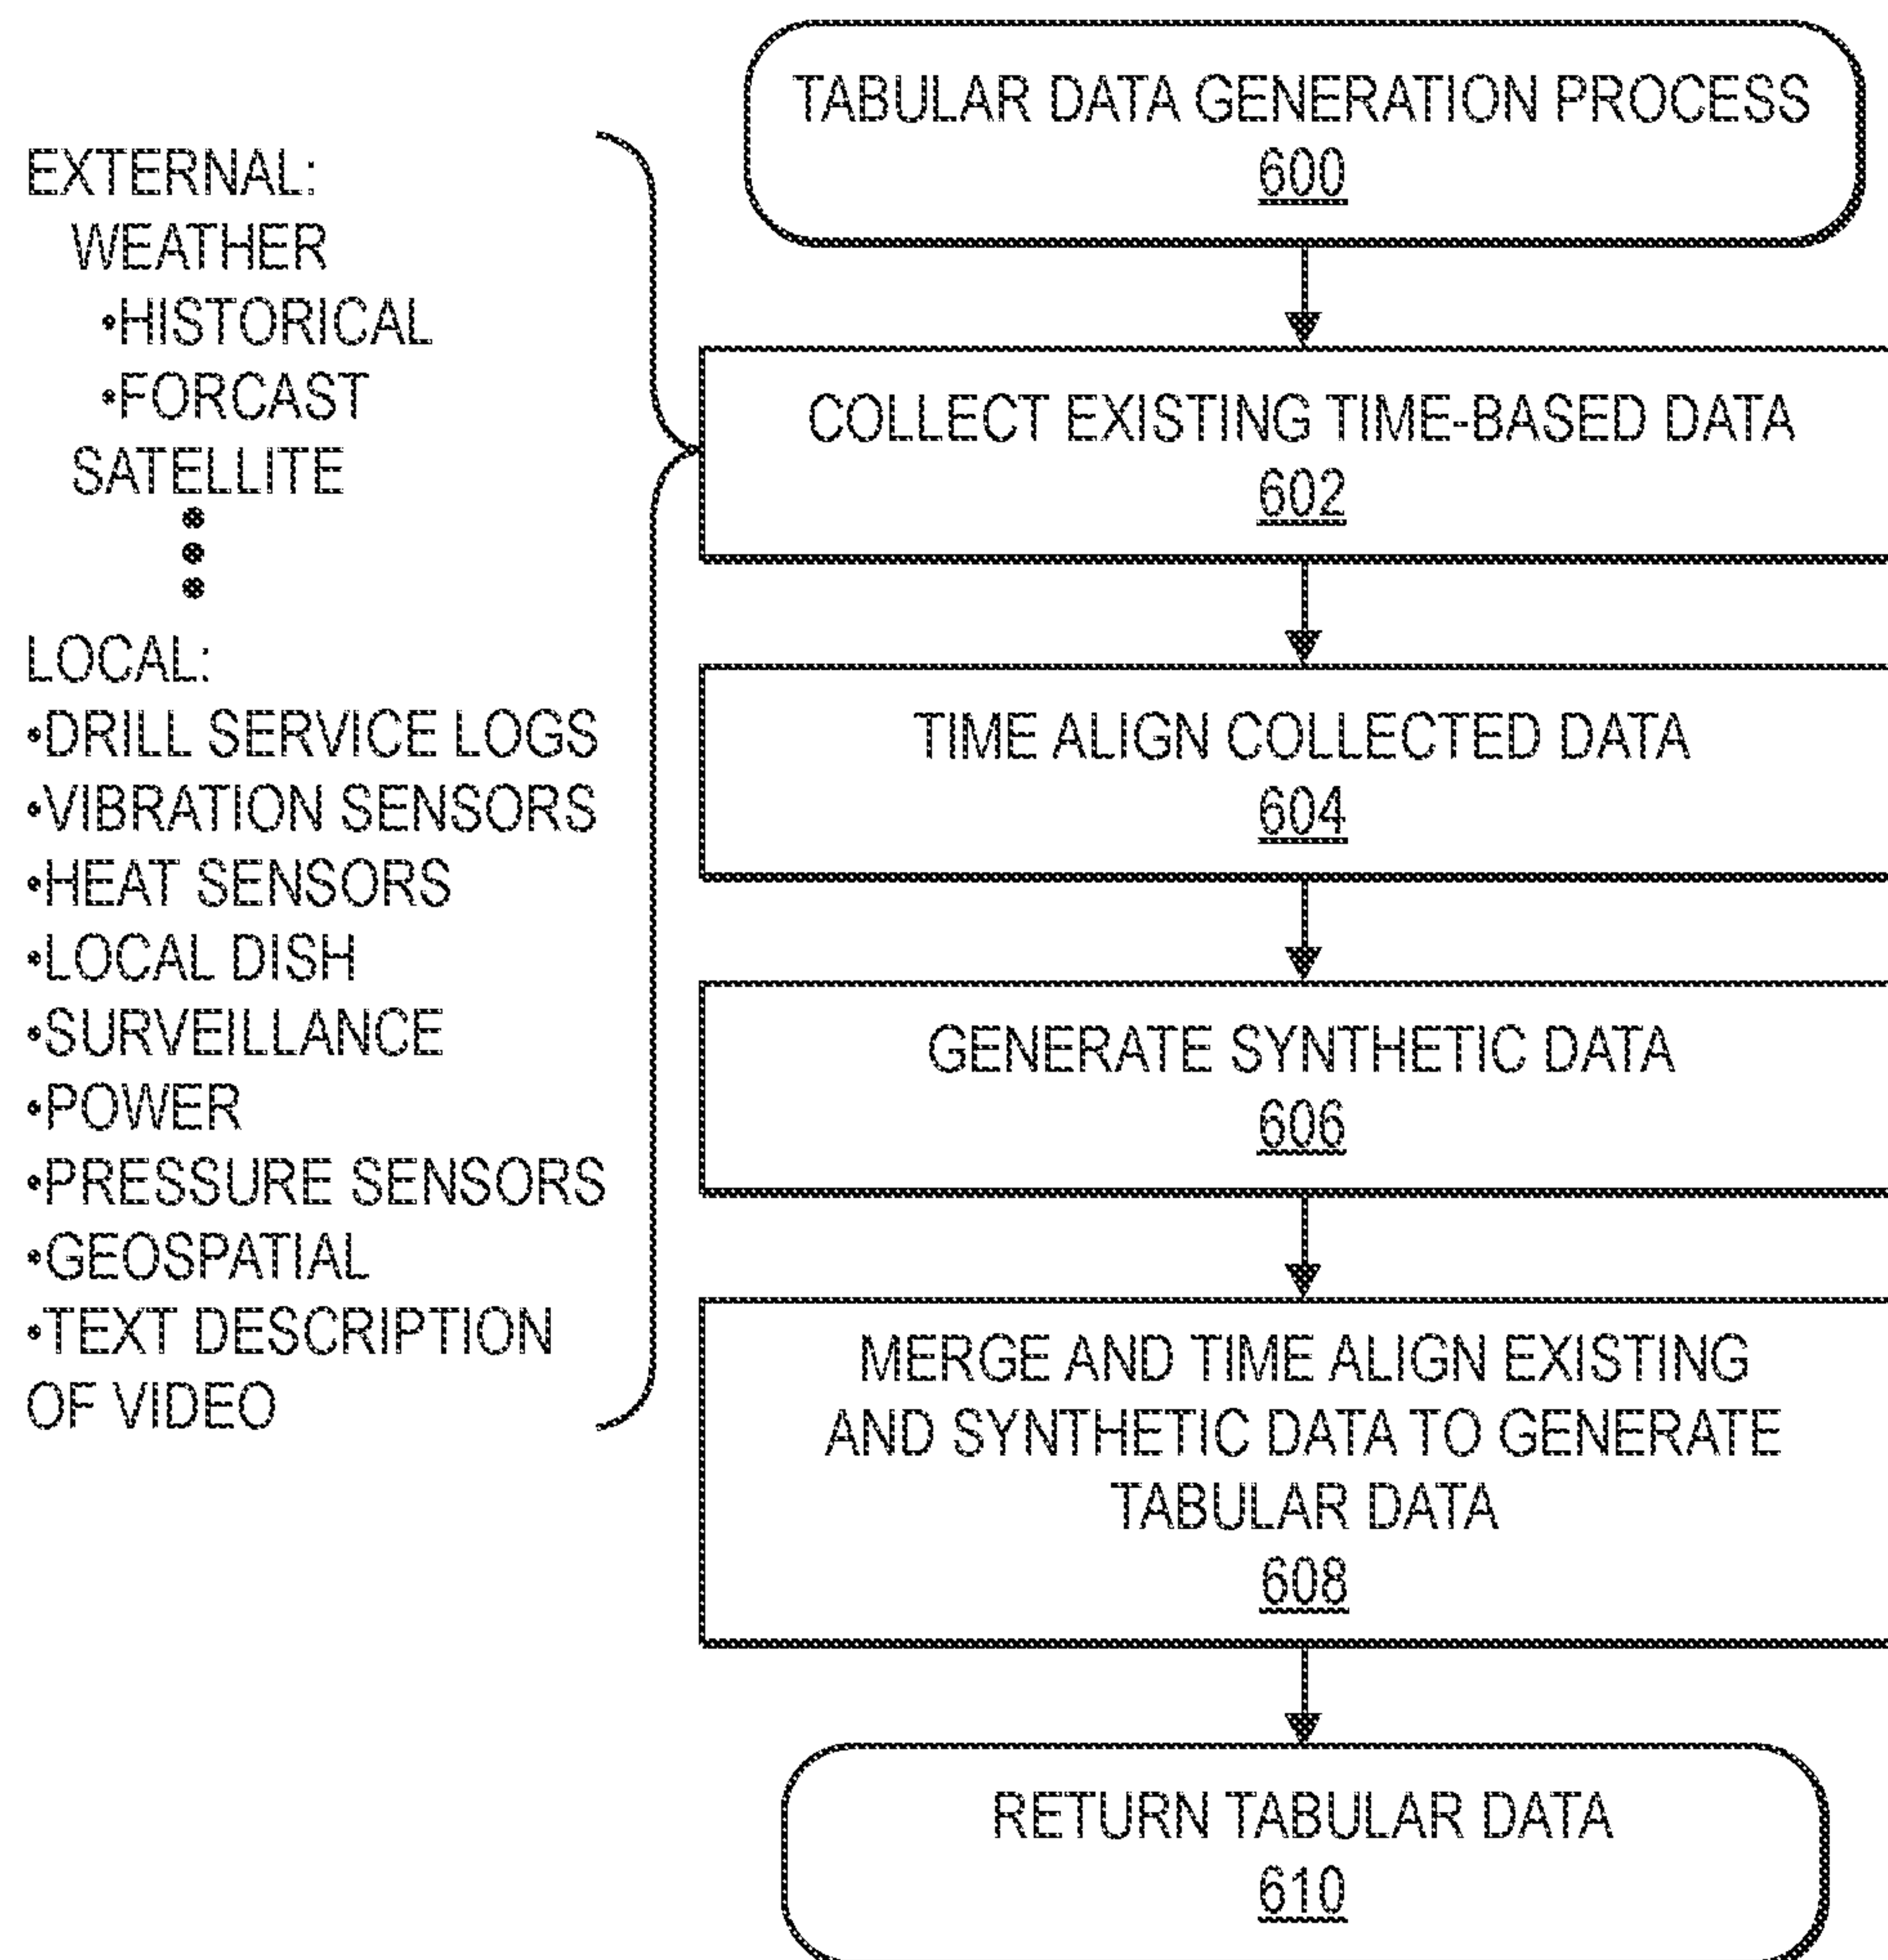 EXTERNAL:
WEATHER
•HISTORICAL
•FORCAST
SATELLITE
LOCAL:
•DRILL SERVICE LOGS
•VIBRATION SENSORS
•HEAT SENSORS
•LOCAL DISH
•SURVEILLANCE
•POWER
•PRESSURE SENSORS
•GEOSPATIAL
•TEXT DESCRIPTION
OF VIDEO
TABULAR DATA GENERATION PROCESS
600
COLLECT EXISTING TIME-BASED DATA
602
TIME ALIGN COLLECTED DATA
604
GENERATE SYNTHETIC DATA
606
MERGE AND TIME ALIGN EXISTING
AND SYNTHETIC DATA TO GENERATE
TABULAR DATA
608
RETURN TABULAR DATA
610